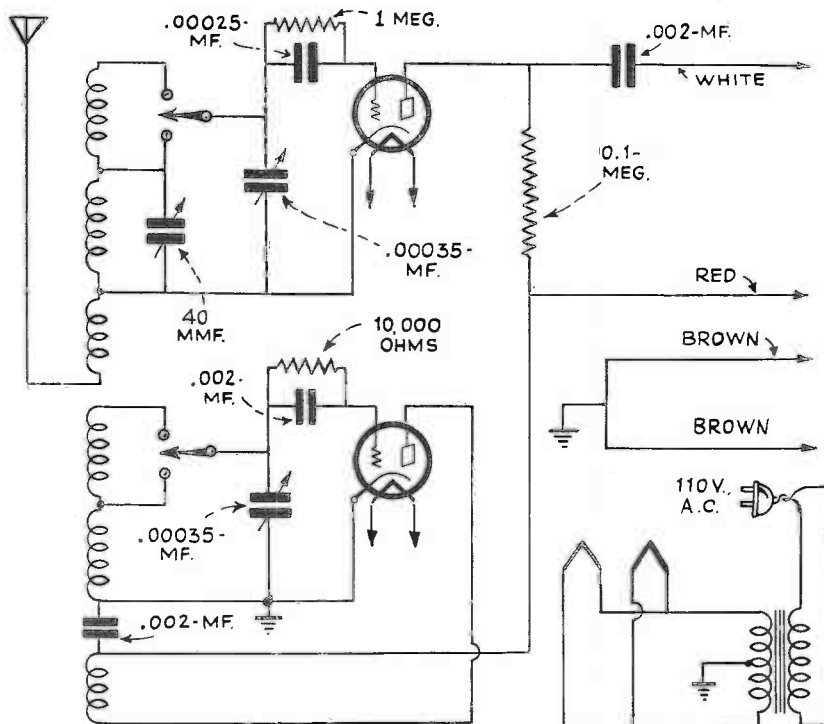 .00025-
MF.
1 MEG.
.002-MF.
WHITE
0.1-
MEG.
.00035-
MF.
40
MMF.
RED
10,000
OHMS
BROWN
.002-
MF.
BROWN
110 V.,
A.C.
.00035-
MF.
.002-MF.